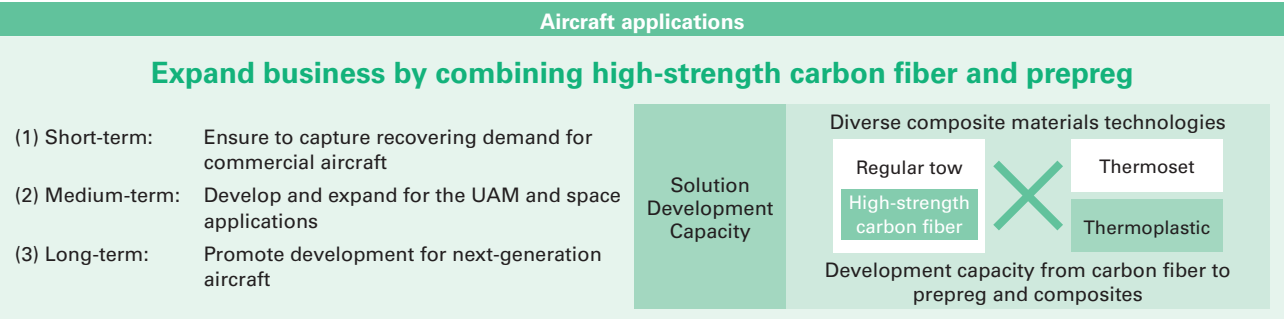 Aircraft applications
Expand business by combining high-strength carbon fiber and prepreg
(1) Short-term: Ensure to capture recovering demand for
commercial aircraft
(2) Medium-term: Develop and expand for the UAM and space
applications
(3) Long-term: Promote development for next-generation
aircraft
Solution
Development
Capacity
Diverse composite materials technologies
Regular tow
High-strength
carbon fiber
Thermoset
Thermoplastic
Development capacity from carbon fiber to
prepreg and composites